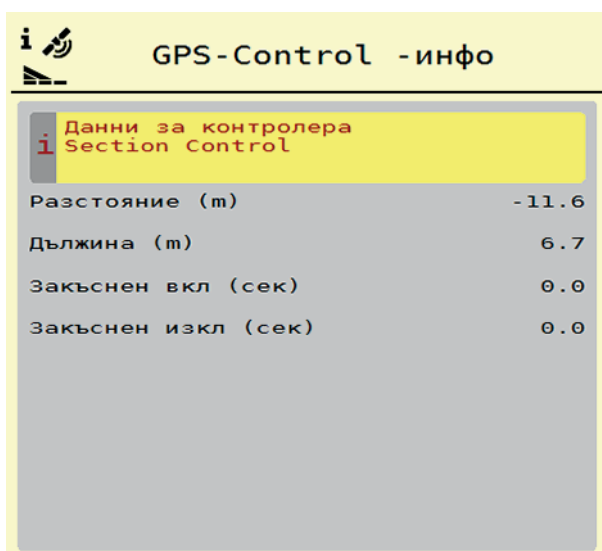 GPS-Control -инфо
i Данни за контролера
Section Control
Разстояние (m) -11.6
Дължина (m) 6.7
Закъснен вкл (сек) 0.0
Закъснен изкл (сек) 0.0